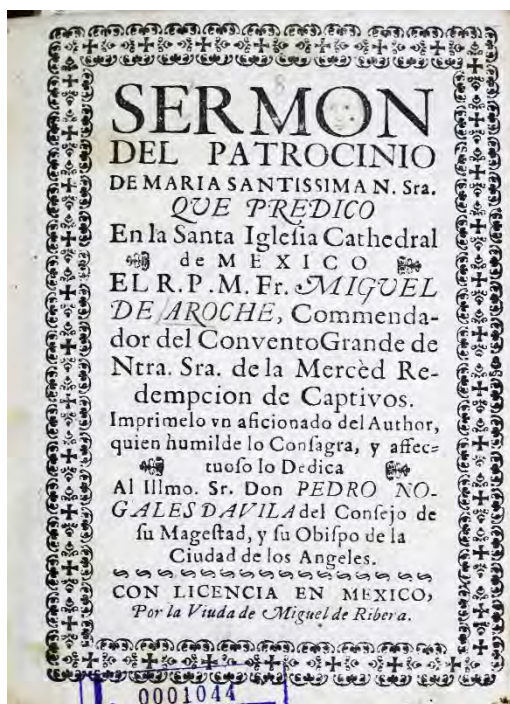 SERMON
DEL PATROCINIO
DE MARIA SANTISSIMA N. Sra.
QVE PREDICO
En la Santa Igleſia Cathedral
de MEXICO
EL R. P. M. Fr. MIGVEL
DE AROCHE, Commenda-
dor del Convento Grande de
Ntra. Sra. de la Mercèd Re-
dempcion de Captivos.
Imprimelo vn aficionado del Author,
quien humilde lo Conſagra, y affec=
tuoſo lo Dedica
Al Illmo. Sr. Don PEDRO NO-
GALES DAVILA del Conſejo de
ſu Mageſtad, y ſu Obiſpo de la
Ciudad de los Angeles.
CON LICENCIA EN MEXICO,
Por la Viuda de Miguel de Ribera.
0001044